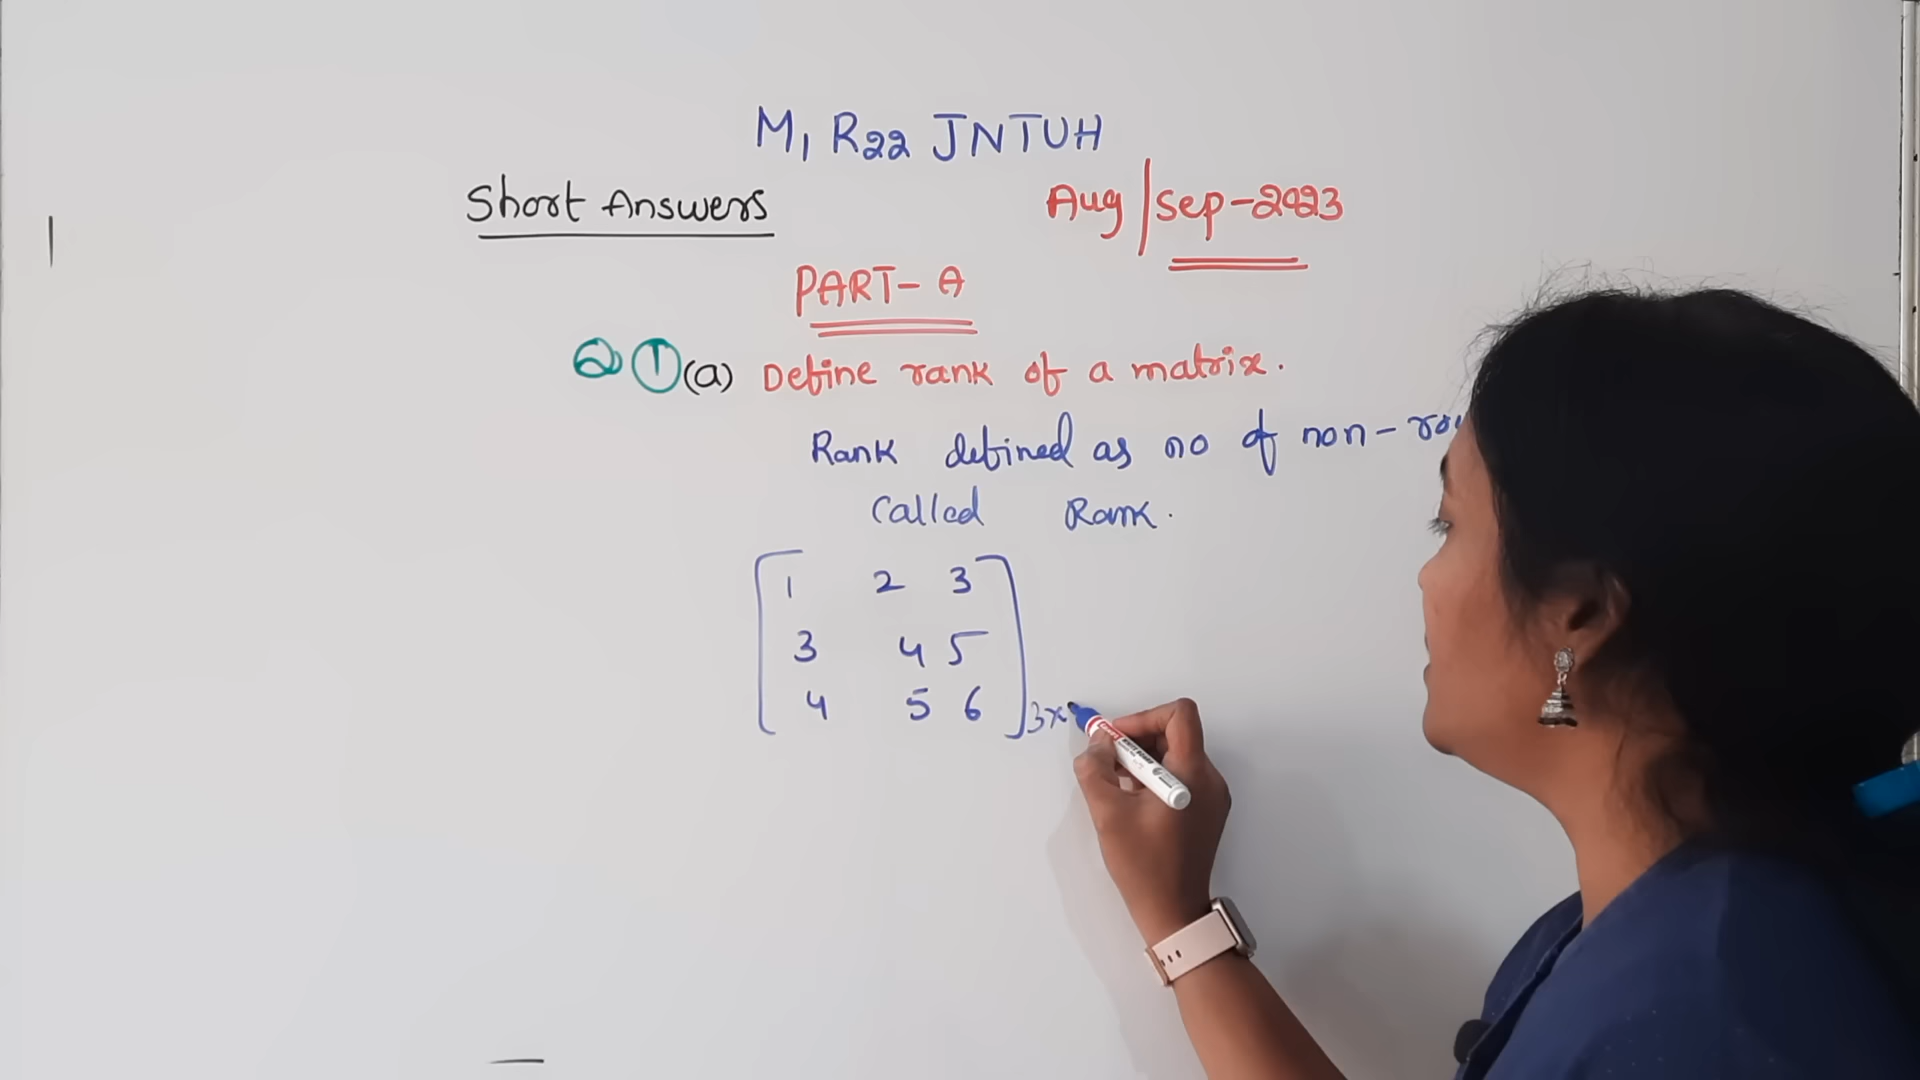 M1 R22 JNTUH
Short Answers
Aug/Sep-2023
PART-A
Q 1 (a) Define rank of a matrix.
Rank defined as no of non-
called Rank.
1 2 3
3 4 5
4 5 6
3x